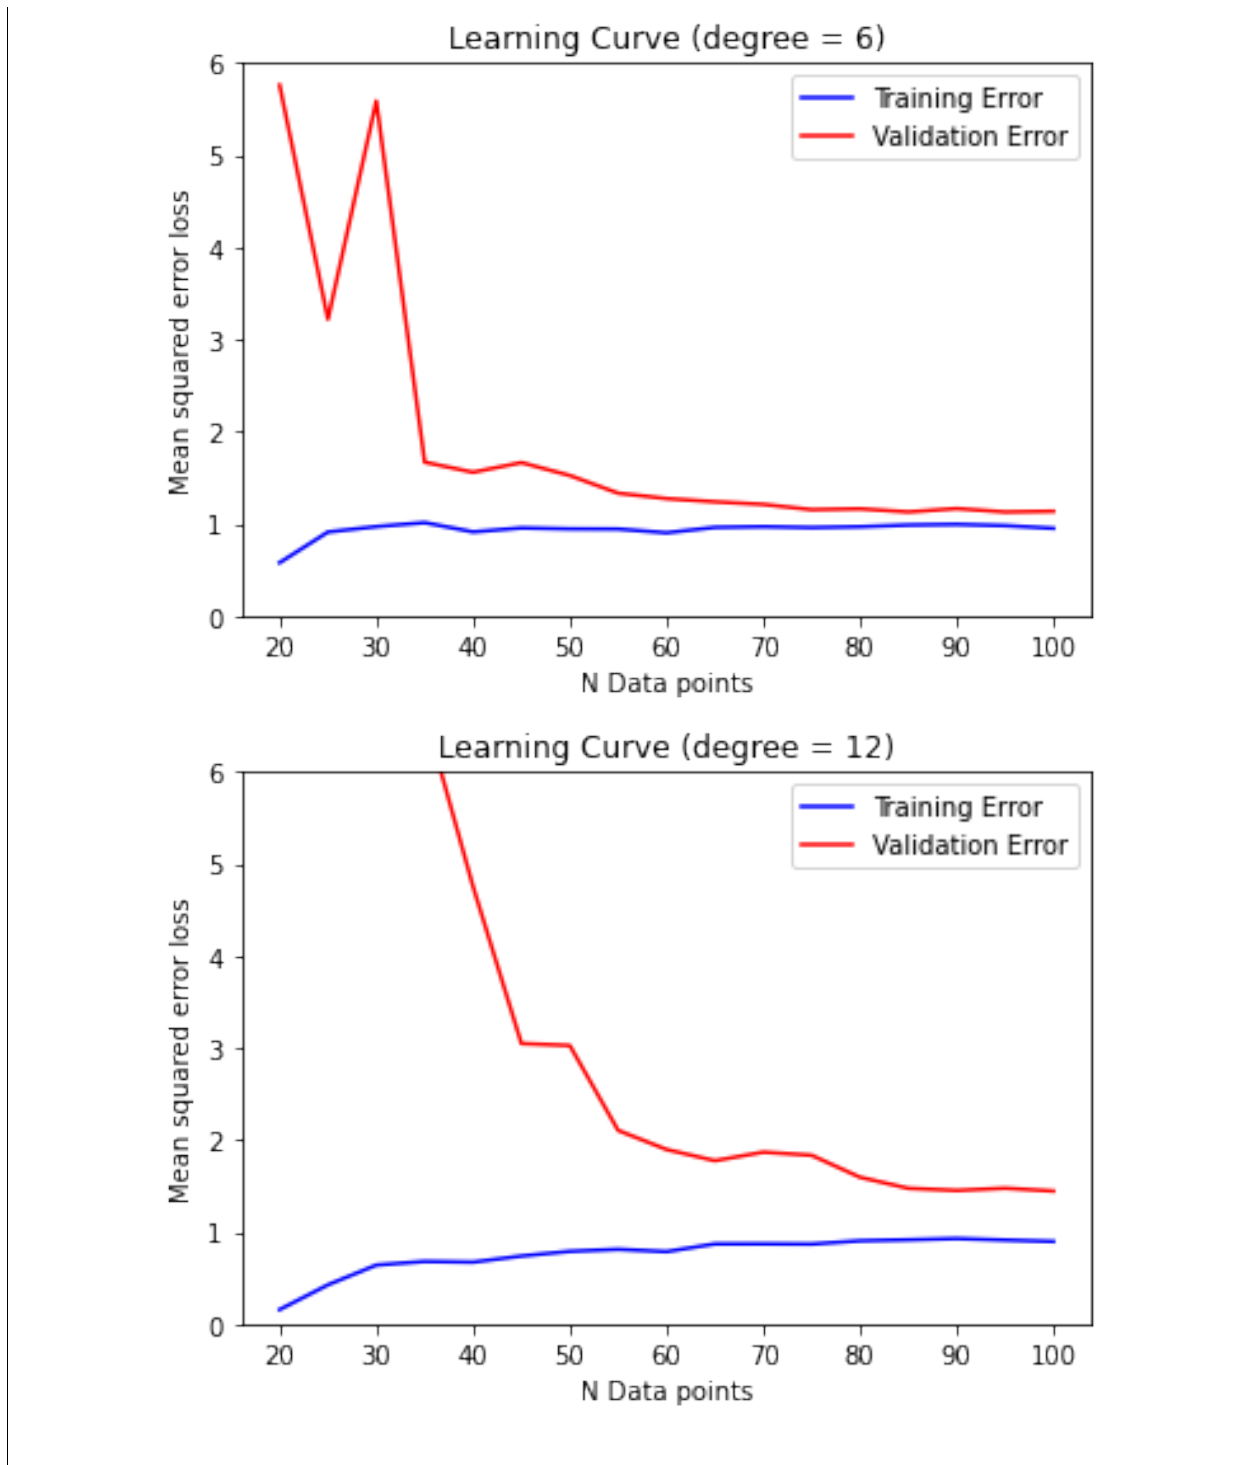 Learning Curve (degree = 6)
6
5
4
3
2
1
0
Mean squared error loss
Training Error
Validation Error
20 30 40 50 60 70 80 90 100
N Data points
Learning Curve (degree = 12)
6
5
4
3
2
1
0
Mean squared error loss
Training Error
Validation Error
20 30 40 50 60 70 80 90 100
N Data points